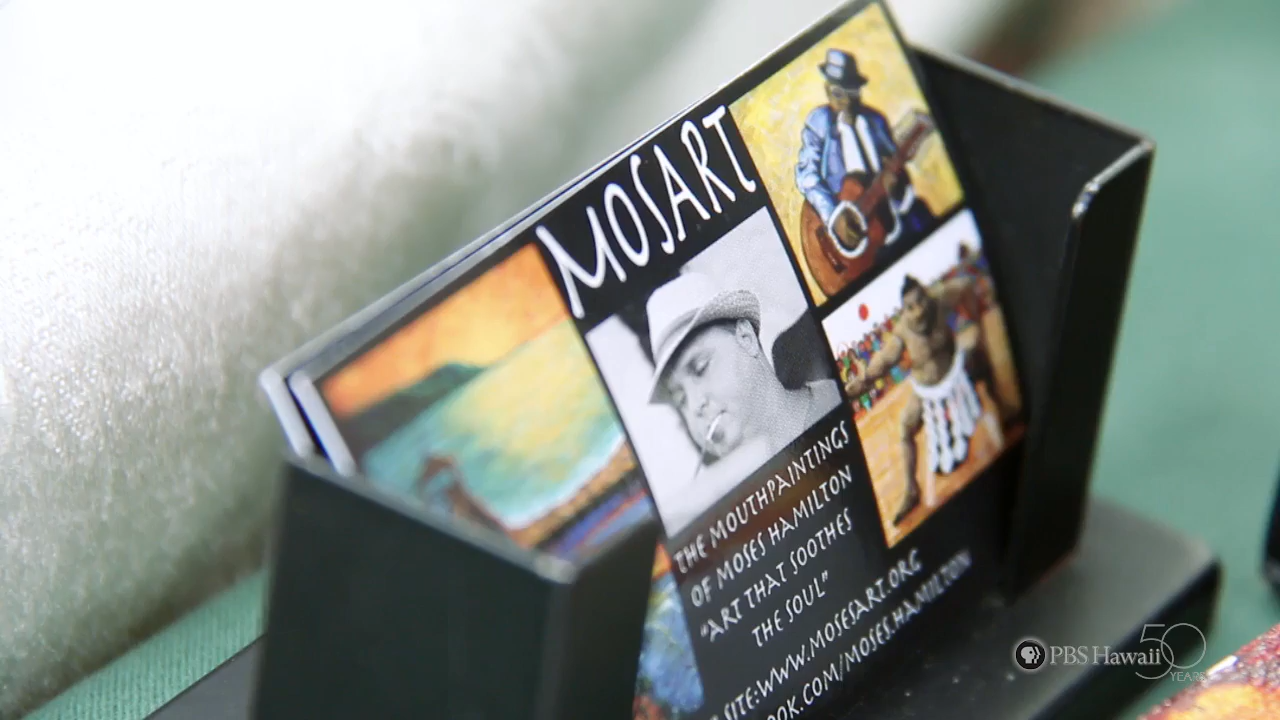 MOSART
THE MOUTHPAINTINGS
OF MOSES HAMILTON
"ART THAT SOOTHES
THE SOUL"
SITE:WWW.MOSESART.ORG
OOK.COM/MOSES.HAMILTON
PBS Hawaii 50
YEARS